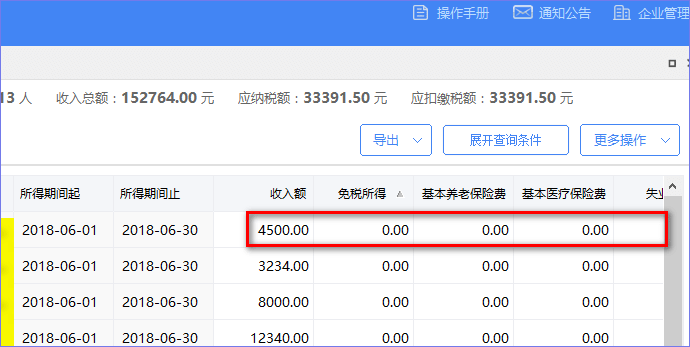 操作手册 通知公告 企业管理
13 人 收入总额：152764.00 元 应纳税额：33391.50 元 应扣缴税额：33391.50 元
导出 展开查询条件 更多操作
所得期间起 所得期间止 收入额 免税所得 基本养老保险费 基本医疗保险费 失业
2018-06-01 2018-06-30 4500.00 0.00 0.00 0.00
2018-06-01 2018-06-30 3234.00 0.00 0.00 0.00
2018-06-01 2018-06-30 8000.00 0.00 0.00 0.00
2018-06-01 2018-06-30 12340.00 0.00 0.00 0.00